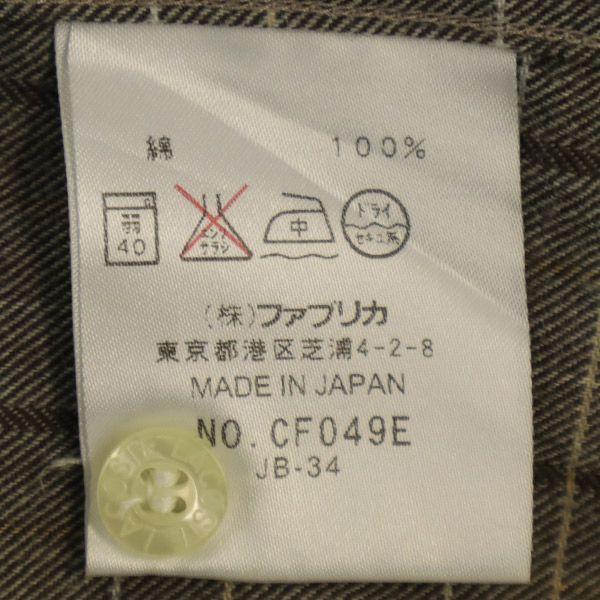 綿 100%
弱 40 エンソ サラシ 中 ドライ セキユ系
(株)ファブリカ
東京都港区芝浦4-2-8
MADE IN JAPAN
NO. CF049E
JB-34